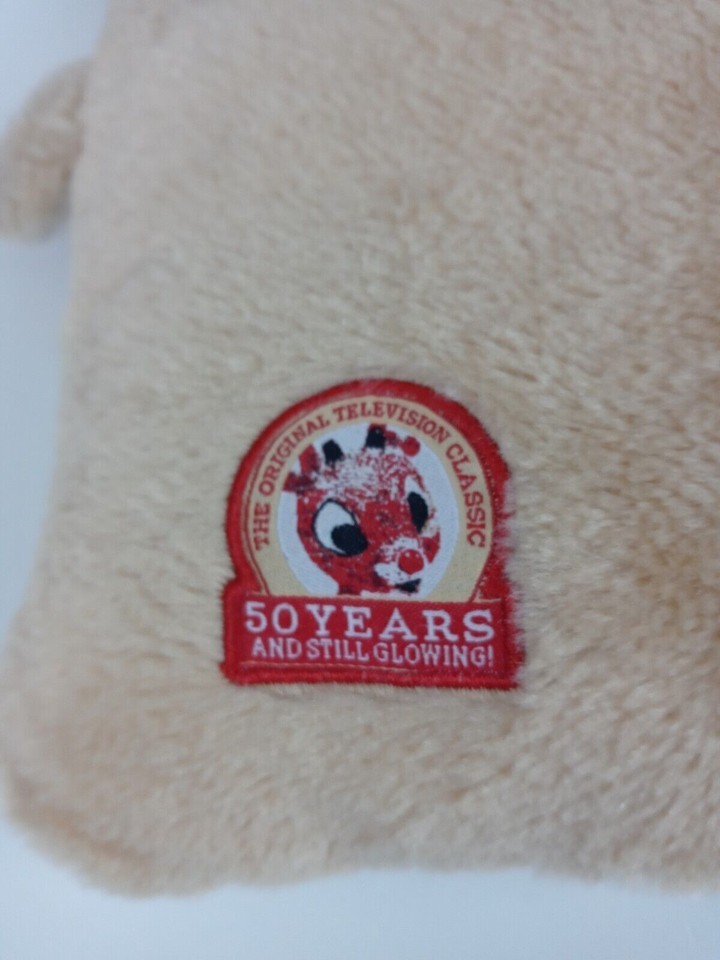 THE ORIGINAL TELEVISION CLASSIC
50 YEARS
AND STILL GLOWING!